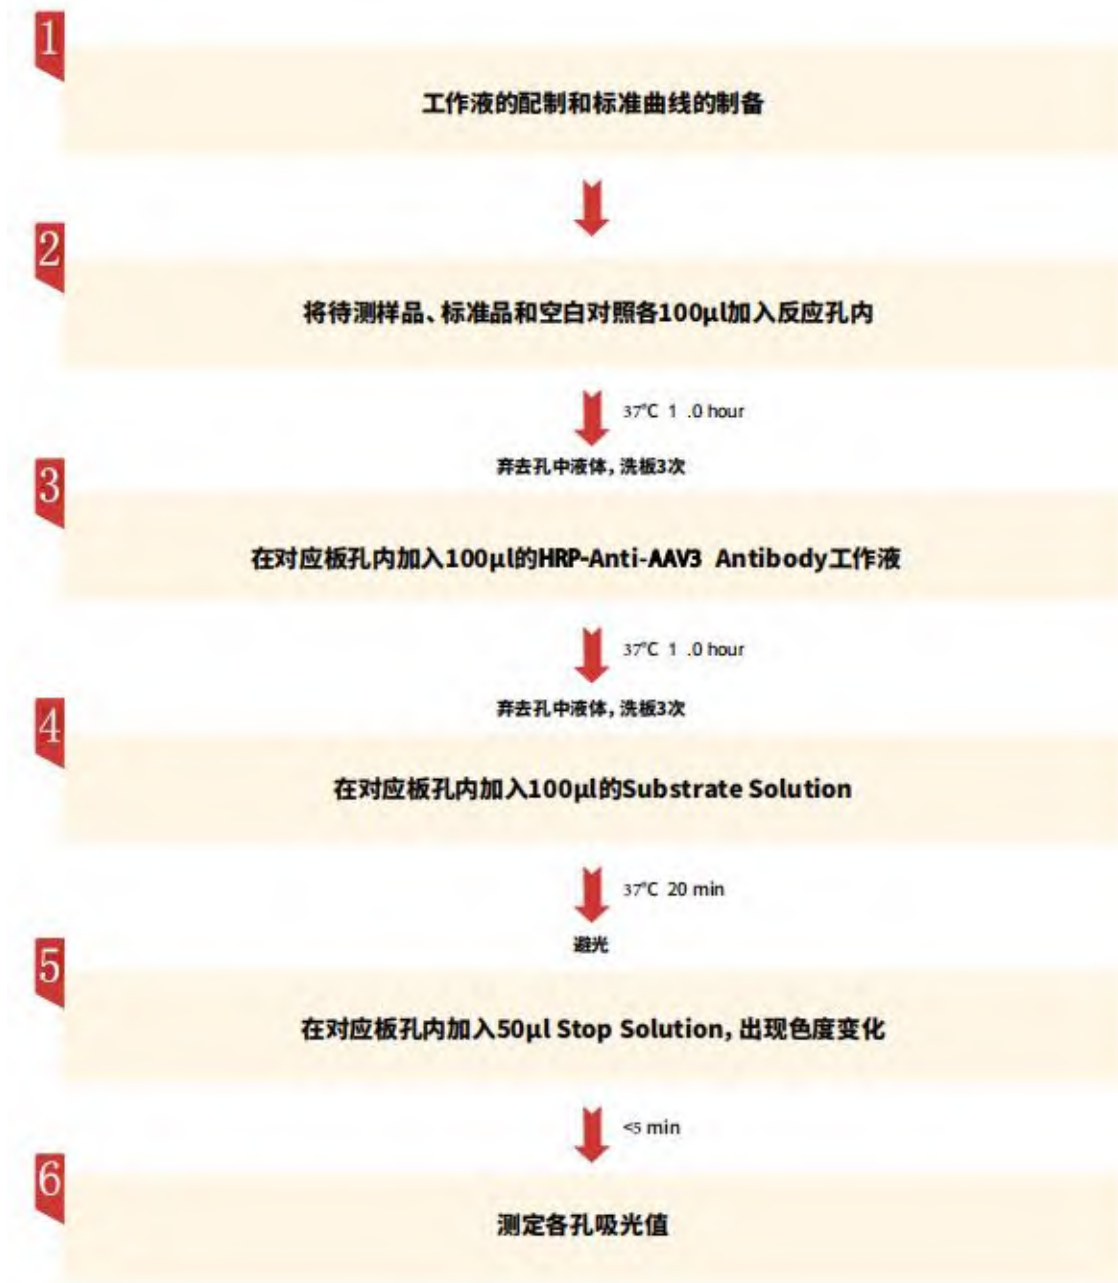 1
工作液的配制和标准曲线的制备
2
将待测样品、标准品和空白对照各100μl加入反应孔内
37℃ 1 .0 hour
弃去孔中液体，洗板3次
3
在对应板孔内加入100μl的HRP-Anti-AAV3 Antibody工作液
37℃ 1 .0 hour
弃去孔中液体，洗板3次
4
在对应板孔内加入100μl的Substrate Solution
37℃ 20 min
避光
5
在对应板孔内加入50μl Stop Solution，出现色度变化
<5 min
6
测定各孔吸光值